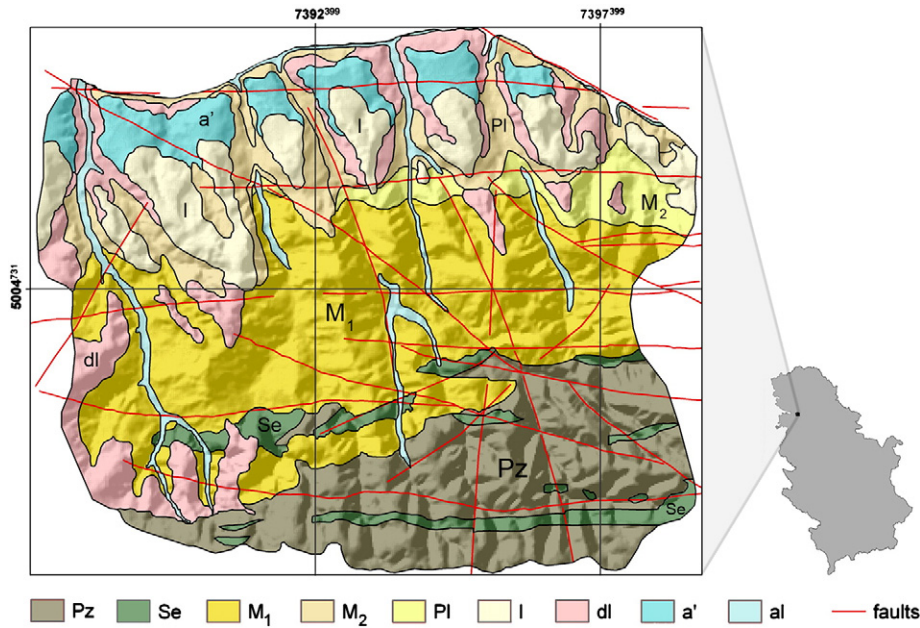 7392³⁹⁹ 7397³⁹⁹
a' l Pl
l M₂
5004⁷³¹
M₁
dl
Se Pz
Se
Pz Se M₁ M₂ Pl l dl a' al faults